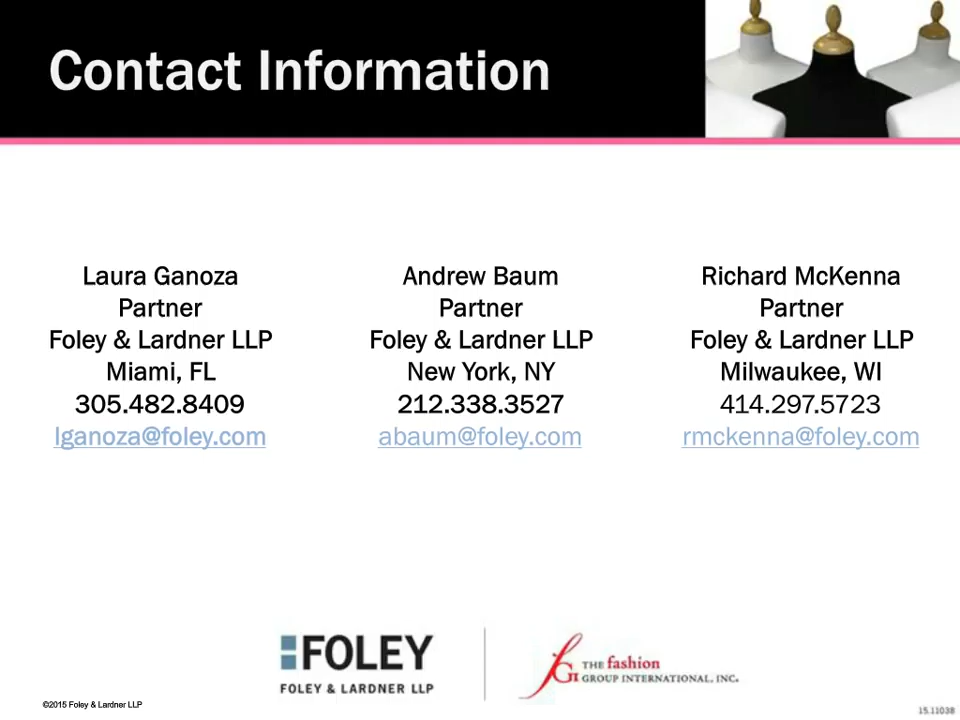 Contact Information
Laura Ganoza
Partner
Foley & Lardner LLP
Miami, FL
305.482.8409
lganoza@foley.com
Andrew Baum
Partner
Foley & Lardner LLP
New York, NY
212.338.3527
abaum@foley.com
Richard McKenna
Partner
Foley & Lardner LLP
Milwaukee, WI
414.297.5723
rmckenna@foley.com
FOLEY
FOLEY & LARDNER LLP
FGI
THE fashion
GROUP INTERNATIONAL, INC.
©2015 Foley & Lardner LLP
15.11038